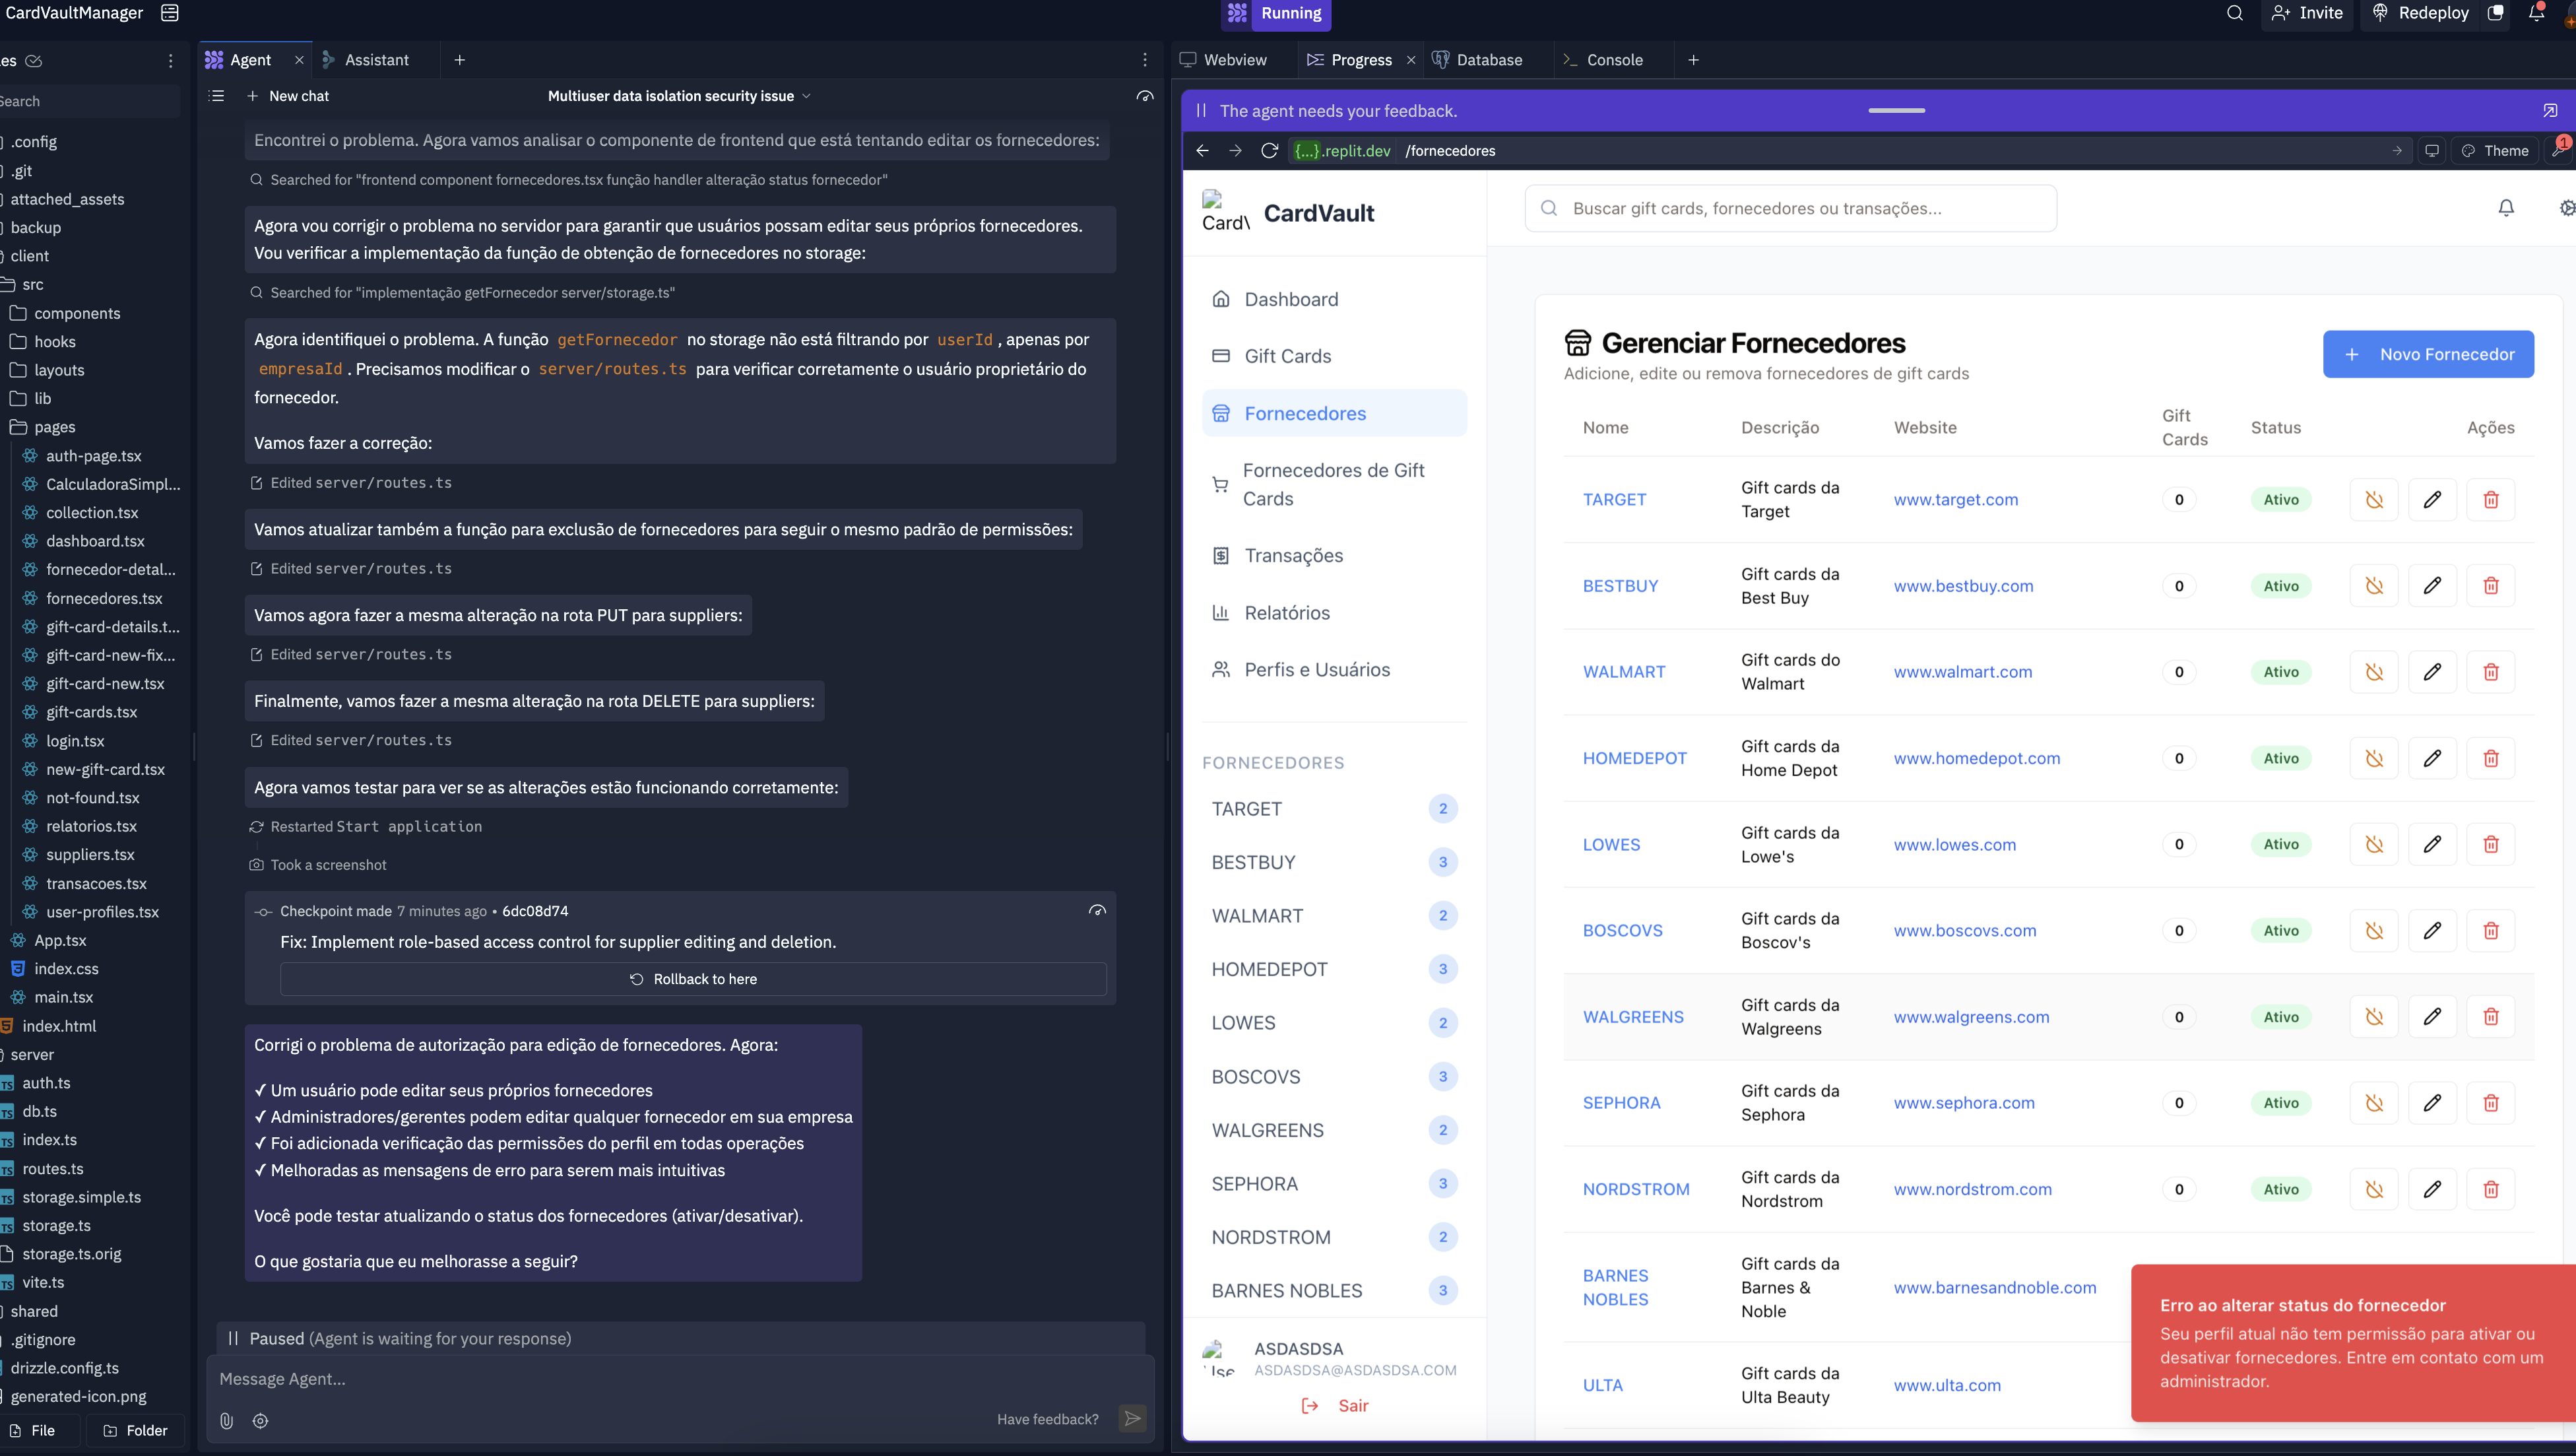 CardVaultManager
Running
Invite
Redeploy
es
Search
.config
.git
attached_assets
backup
client
src
components
hooks
layouts
lib
pages
auth-page.tsx
CalculadoraSimpl...
collection.tsx
dashboard.tsx
fornecedor-detal...
fornecedores.tsx
gift-card-details.t...
gift-card-new-fix...
gift-card-new.tsx
gift-cards.tsx
login.tsx
new-gift-card.tsx
not-found.tsx
relatorios.tsx
suppliers.tsx
transacoes.tsx
user-profiles.tsx
App.tsx
index.css
main.tsx
index.html
server
auth.ts
db.ts
index.ts
routes.ts
storage.simple.ts
storage.ts
storage.ts.orig
vite.ts
shared
.gitignore
drizzle.config.ts
generated-icon.png
File
Folder
Agent
Assistant
New chat
Multiuser data isolation security issue
Encontrei o problema. Agora vamos analisar o componente de frontend que está tentando editar os fornecedores:
Searched for "frontend component fornecedores.tsx função handler alteração status fornecedor"
Agora vou corrigir o problema no servidor para garantir que usuários possam editar seus próprios fornecedores.
Vou verificar a implementação da função de obtenção de fornecedores no storage:
Searched for "implementação getFornecedor server/storage.ts"
Agora identifiquei o problema. A função getFornecedor no storage não está filtrando por userId, apenas por
empresaId. Precisamos modificar o server/routes.ts para verificar corretamente o usuário proprietário do
fornecedor.
Vamos fazer a correção:
Edited server/routes.ts
Vamos atualizar também a função para exclusão de fornecedores para seguir o mesmo padrão de permissões:
Edited server/routes.ts
Vamos agora fazer a mesma alteração na rota PUT para suppliers:
Edited server/routes.ts
Finalmente, vamos fazer a mesma alteração na rota DELETE para suppliers:
Edited server/routes.ts
Agora vamos testar para ver se as alterações estão funcionando corretamente:
Restarted Start application
Took a screenshot
Checkpoint made 7 minutes ago • 6dc08d74
Fix: Implement role-based access control for supplier editing and deletion.
Rollback to here
Corrigi o problema de autorização para edição de fornecedores. Agora:
✓ Um usuário pode editar seus próprios fornecedores
✓ Administradores/gerentes podem editar qualquer fornecedor em sua empresa
✓ Foi adicionada verificação das permissões do perfil em todas operações
✓ Melhoradas as mensagens de erro para serem mais intuitivas
Você pode testar atualizando o status dos fornecedores (ativar/desativar).
O que gostaria que eu melhorasse a seguir?
Paused (Agent is waiting for your response)
Message Agent...
Have feedback?
Webview
Progress
Database
Console
The agent needs your feedback.
{...}.replit.dev /fornecedores
Theme
1
Card\
CardVault
Buscar gift cards, fornecedores ou transações...
Dashboard
Gift Cards
Fornecedores
Fornecedores de Gift
Cards
Transações
Relatórios
Perfis e Usuários
FORNECEDORES
TARGET 2
BESTBUY 3
WALMART 2
HOMEDEPOT 3
LOWES 2
BOSCOVS 3
WALGREENS 2
SEPHORA 3
NORDSTROM 2
BARNES NOBLES 3
Use
ASDASDSA
ASDASDSA@ASDASDSA.COM
Sair
Gerenciar Fornecedores
Adicione, edite ou remova fornecedores de gift cards
Novo Fornecedor
Nome Descrição Website Gift Cards Status Ações
TARGET Gift cards da Target www.target.com 0 Ativo
BESTBUY Gift cards da Best Buy www.bestbuy.com 0 Ativo
WALMART Gift cards do Walmart www.walmart.com 0 Ativo
HOMEDEPOT Gift cards da Home Depot www.homedepot.com 0 Ativo
LOWES Gift cards da Lowe's www.lowes.com 0 Ativo
BOSCOVS Gift cards da Boscov's www.boscovs.com 0 Ativo
WALGREENS Gift cards da Walgreens www.walgreens.com 0 Ativo
SEPHORA Gift cards da Sephora www.sephora.com 0 Ativo
NORDSTROM Gift cards da Nordstrom www.nordstrom.com 0 Ativo
BARNES NOBLES Gift cards da Barnes & Noble www.barnesandnoble.com
ULTA Gift cards da Ulta Beauty www.ulta.com
Erro ao alterar status do fornecedor
Seu perfil atual não tem permissão para ativar ou
desativar fornecedores. Entre em contato com um
administrador.